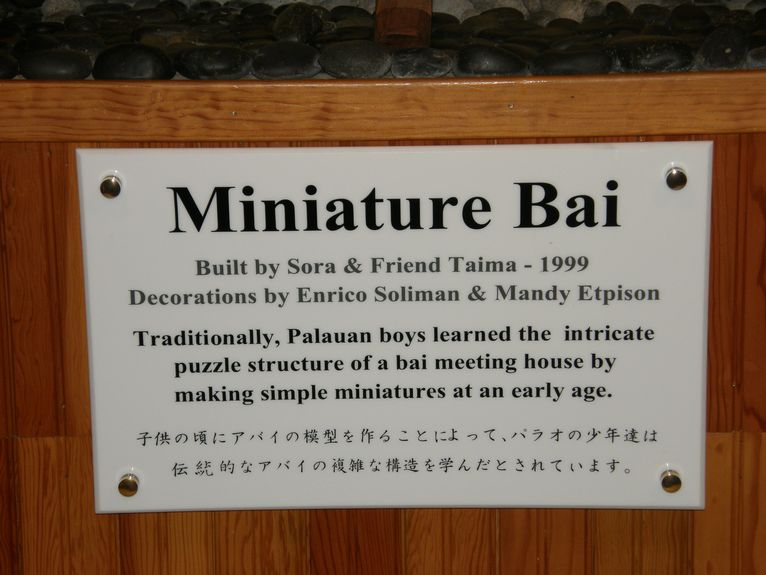 Miniature Bai
Built by Sora & Friend Taima - 1999
Decorations by Enrico Soliman & Mandy Etpison
Traditionally, Palauan boys learned the intricate
puzzle structure of a bai meeting house by
making simple miniatures at an early age.
子供の頃にアバイの模型を作ることによって、パラオの少年達は
伝統的なアバイの複雑な構造を学んだとされています。